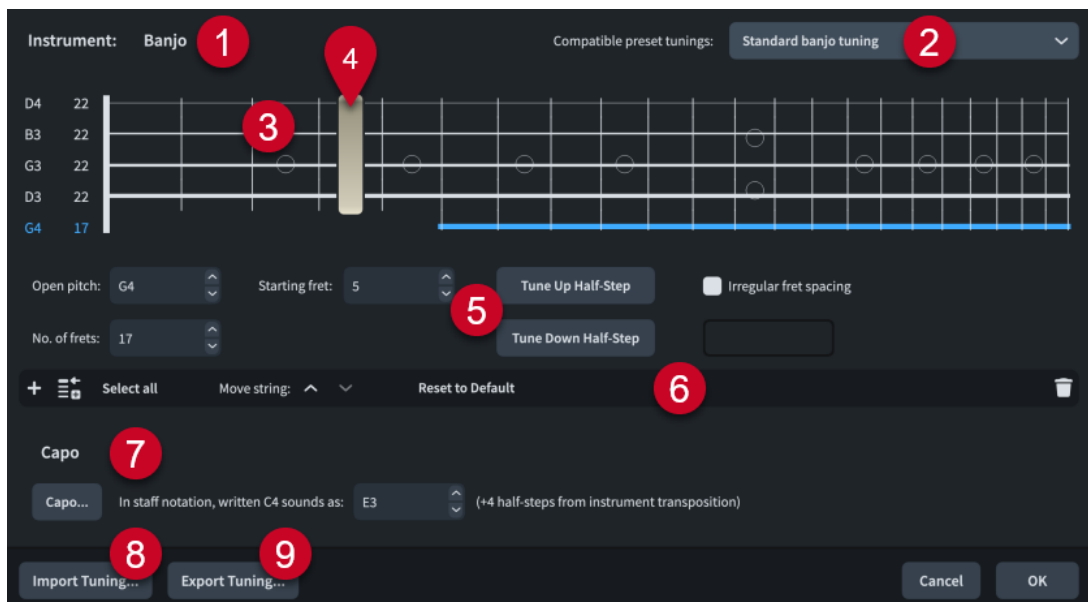 Instrument: Banjo 1 Compatible preset tunings: Standard banjo tuning 2
4
D4 22
3
B3 22
G3 22
D3 22
G4 17
Open pitch: G4 Starting fret: 5 Tune Up Half-Step Irregular fret spacing
5
No. of frets: 17 Tune Down Half-Step
+ Select all Move string: Reset to Default 6
Capo 7
Capo... In staff notation, written C4 sounds as: E3 (+4 half-steps from instrument transposition)
8 9
Import Tuning... Export Tuning... Cancel OK